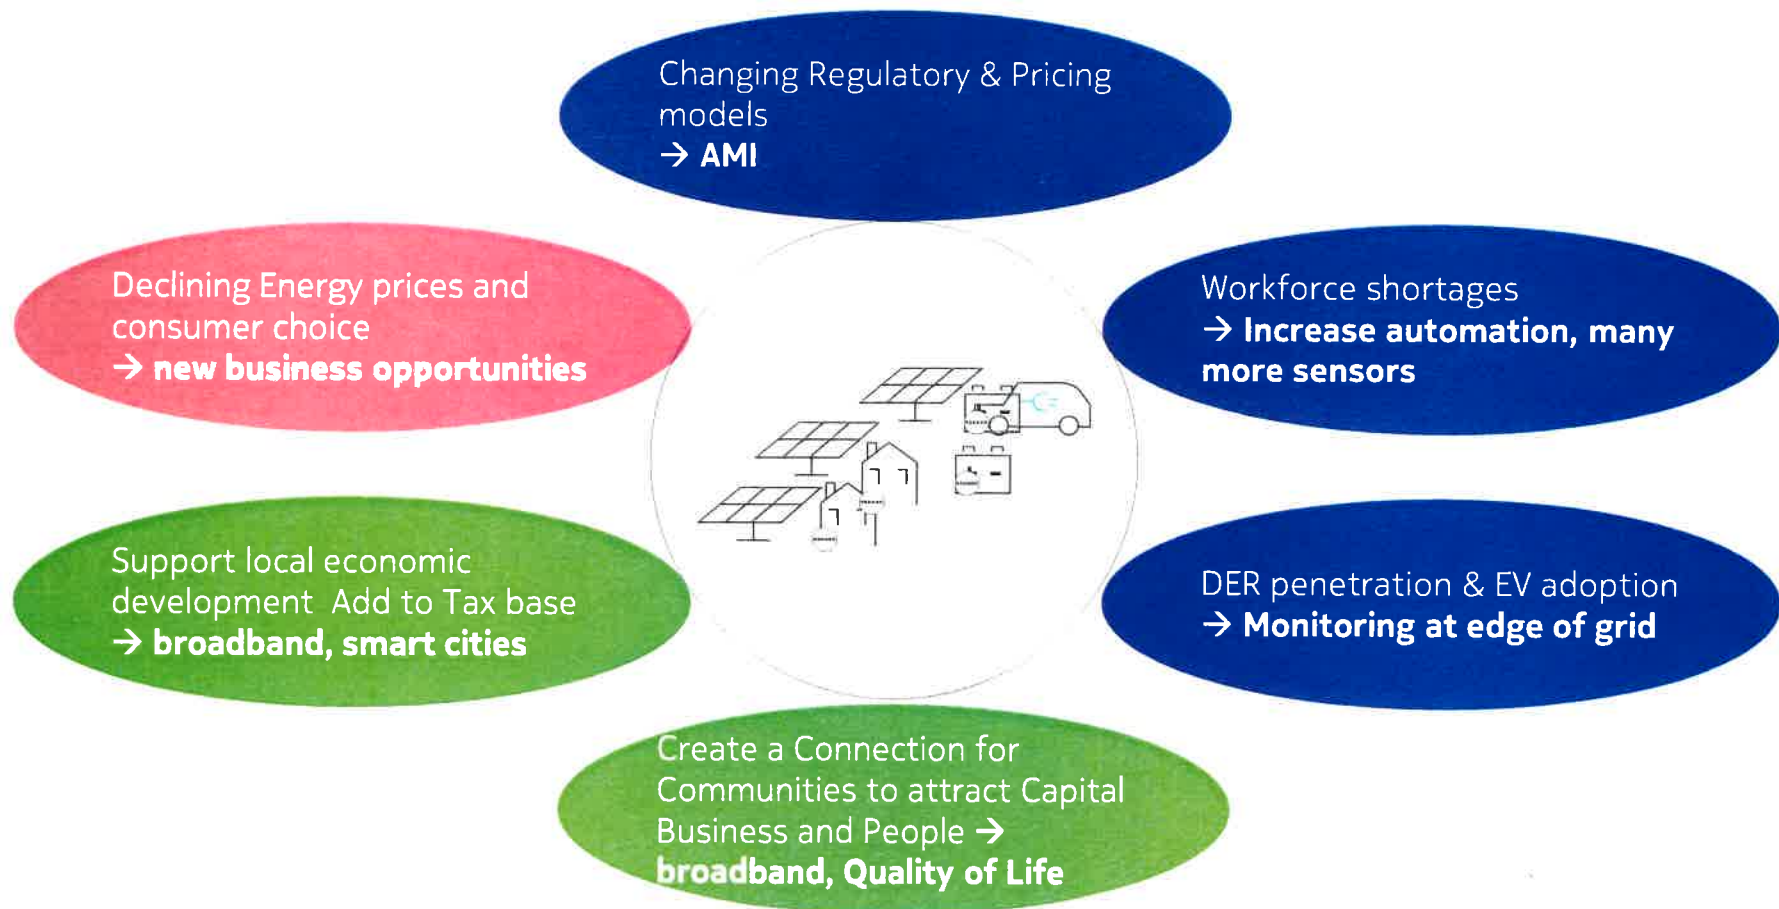 Changing Regulatory & Pricing
models
→ AMI
Declining Energy prices and
consumer choice
→ new business opportunities
Workforce shortages
→ Increase automation, many
more sensors
Support local economic
development Add to Tax base
→ broadband, smart cities
DER penetration & EV adoption
→ Monitoring at edge of grid
Create a Connection for
Communities to attract Capital
Business and People →
broadband, Quality of Life